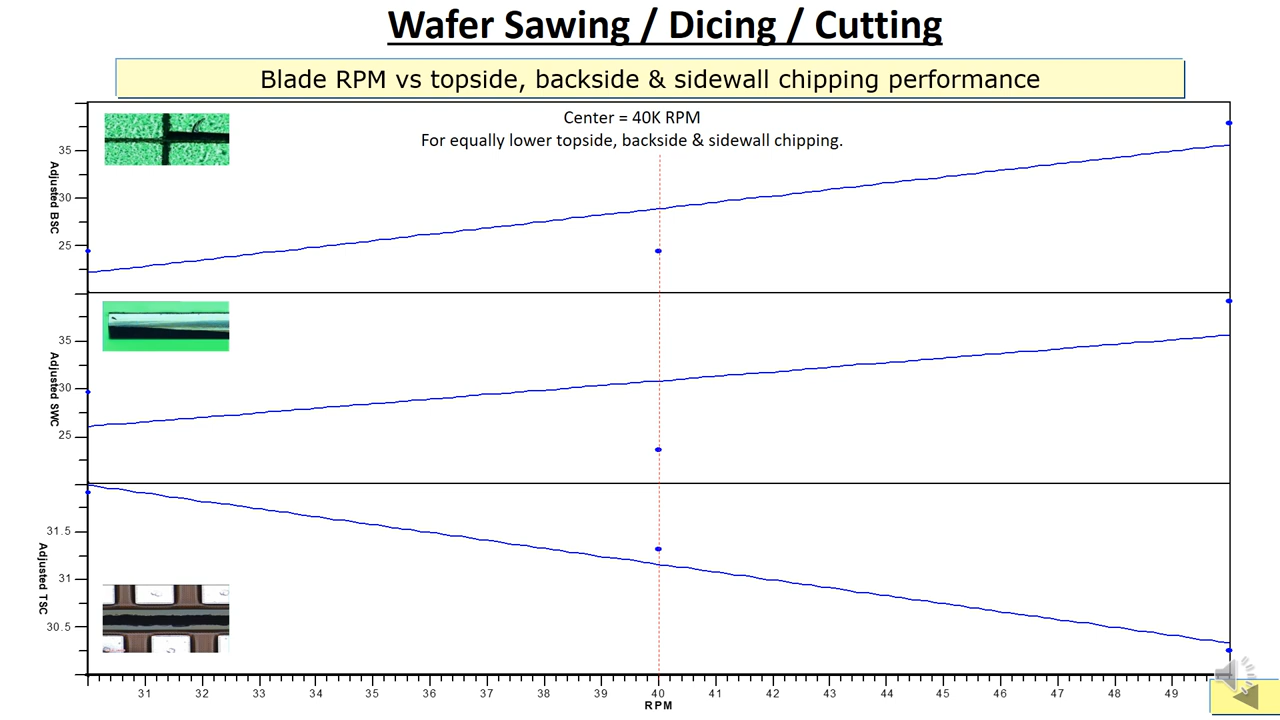 Wafer Sawing / Dicing / Cutting
Blade RPM vs topside, backside & sidewall chipping performance
Center = 40K RPM
For equally lower topside, backside & sidewall chipping.
Adjusted BSC
35
30
25
Adjusted SWC
35
30
25
Adjusted TSC
31.5
31
30.5
31 32 33 34 35 36 37 38 39 40 41 42 43 44 45 46 47 48 49
RPM